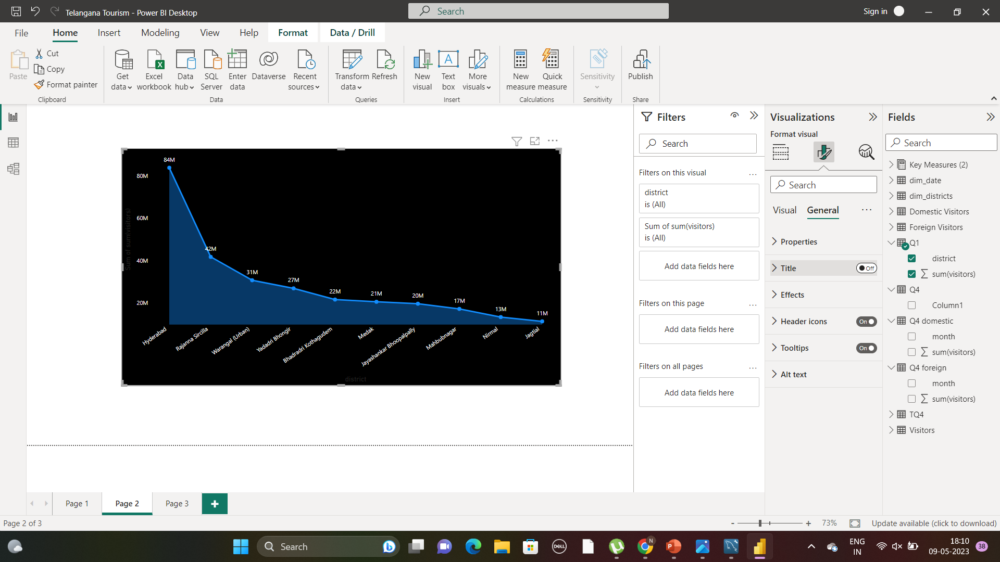 Telangana Tourism - Power BI Desktop
Search
Sign in
File
Home
Insert
Modeling
View
Help
Format
Data / Drill
Paste
Cut
Copy
Format painter
Clipboard
Get data
Excel workbook
Data hub
SQL Server
Enter data
Dataverse
Recent sources
Data
Transform data
Refresh
Queries
New visual
Text box
More visuals
Insert
New measure
Quick measure
Calculations
Sensitivity
Sensitivity
Publish
Share
84M
80M
60M
42M
40M
31M
27M
22M
21M
20M
17M
13M
11M
20M
Sum of sum(visitors)
Hyderabad
Rajanna Sircilla
Warangal (Urban)
Yadadri Bhongir
Bhadradri Kothagudem
Medak
Jayashankar Bhoopalpally
Mahbubnagar
Nirmal
Jagtial
district
Filters
Search
Filters on this visual
...
district
is (All)
Sum of sum(visitors)
is (All)
Add data fields here
Filters on this page
...
Add data fields here
Filters on all pages
...
Add data fields here
Visualizations
Format visual
Search
Visual
General
...
Properties
Title
Off
Effects
Header icons
On
Tooltips
On
Alt text
Fields
Search
Key Measures (2)
dim_date
dim_districts
Domestic Visitors
Foreign Visitors
Q1
district
∑ sum(visitors)
Q4
Column1
Q4 domestic
month
∑ sum(visitors)
Q4 foreign
month
∑ sum(visitors)
TQ4
Visitors
Page 1
Page 2
Page 3
+
Page 2 of 3
- + 73%
Update available (click to download)
Search
DELL
N
P
ENG
IN
18:10
09-05-2023
38